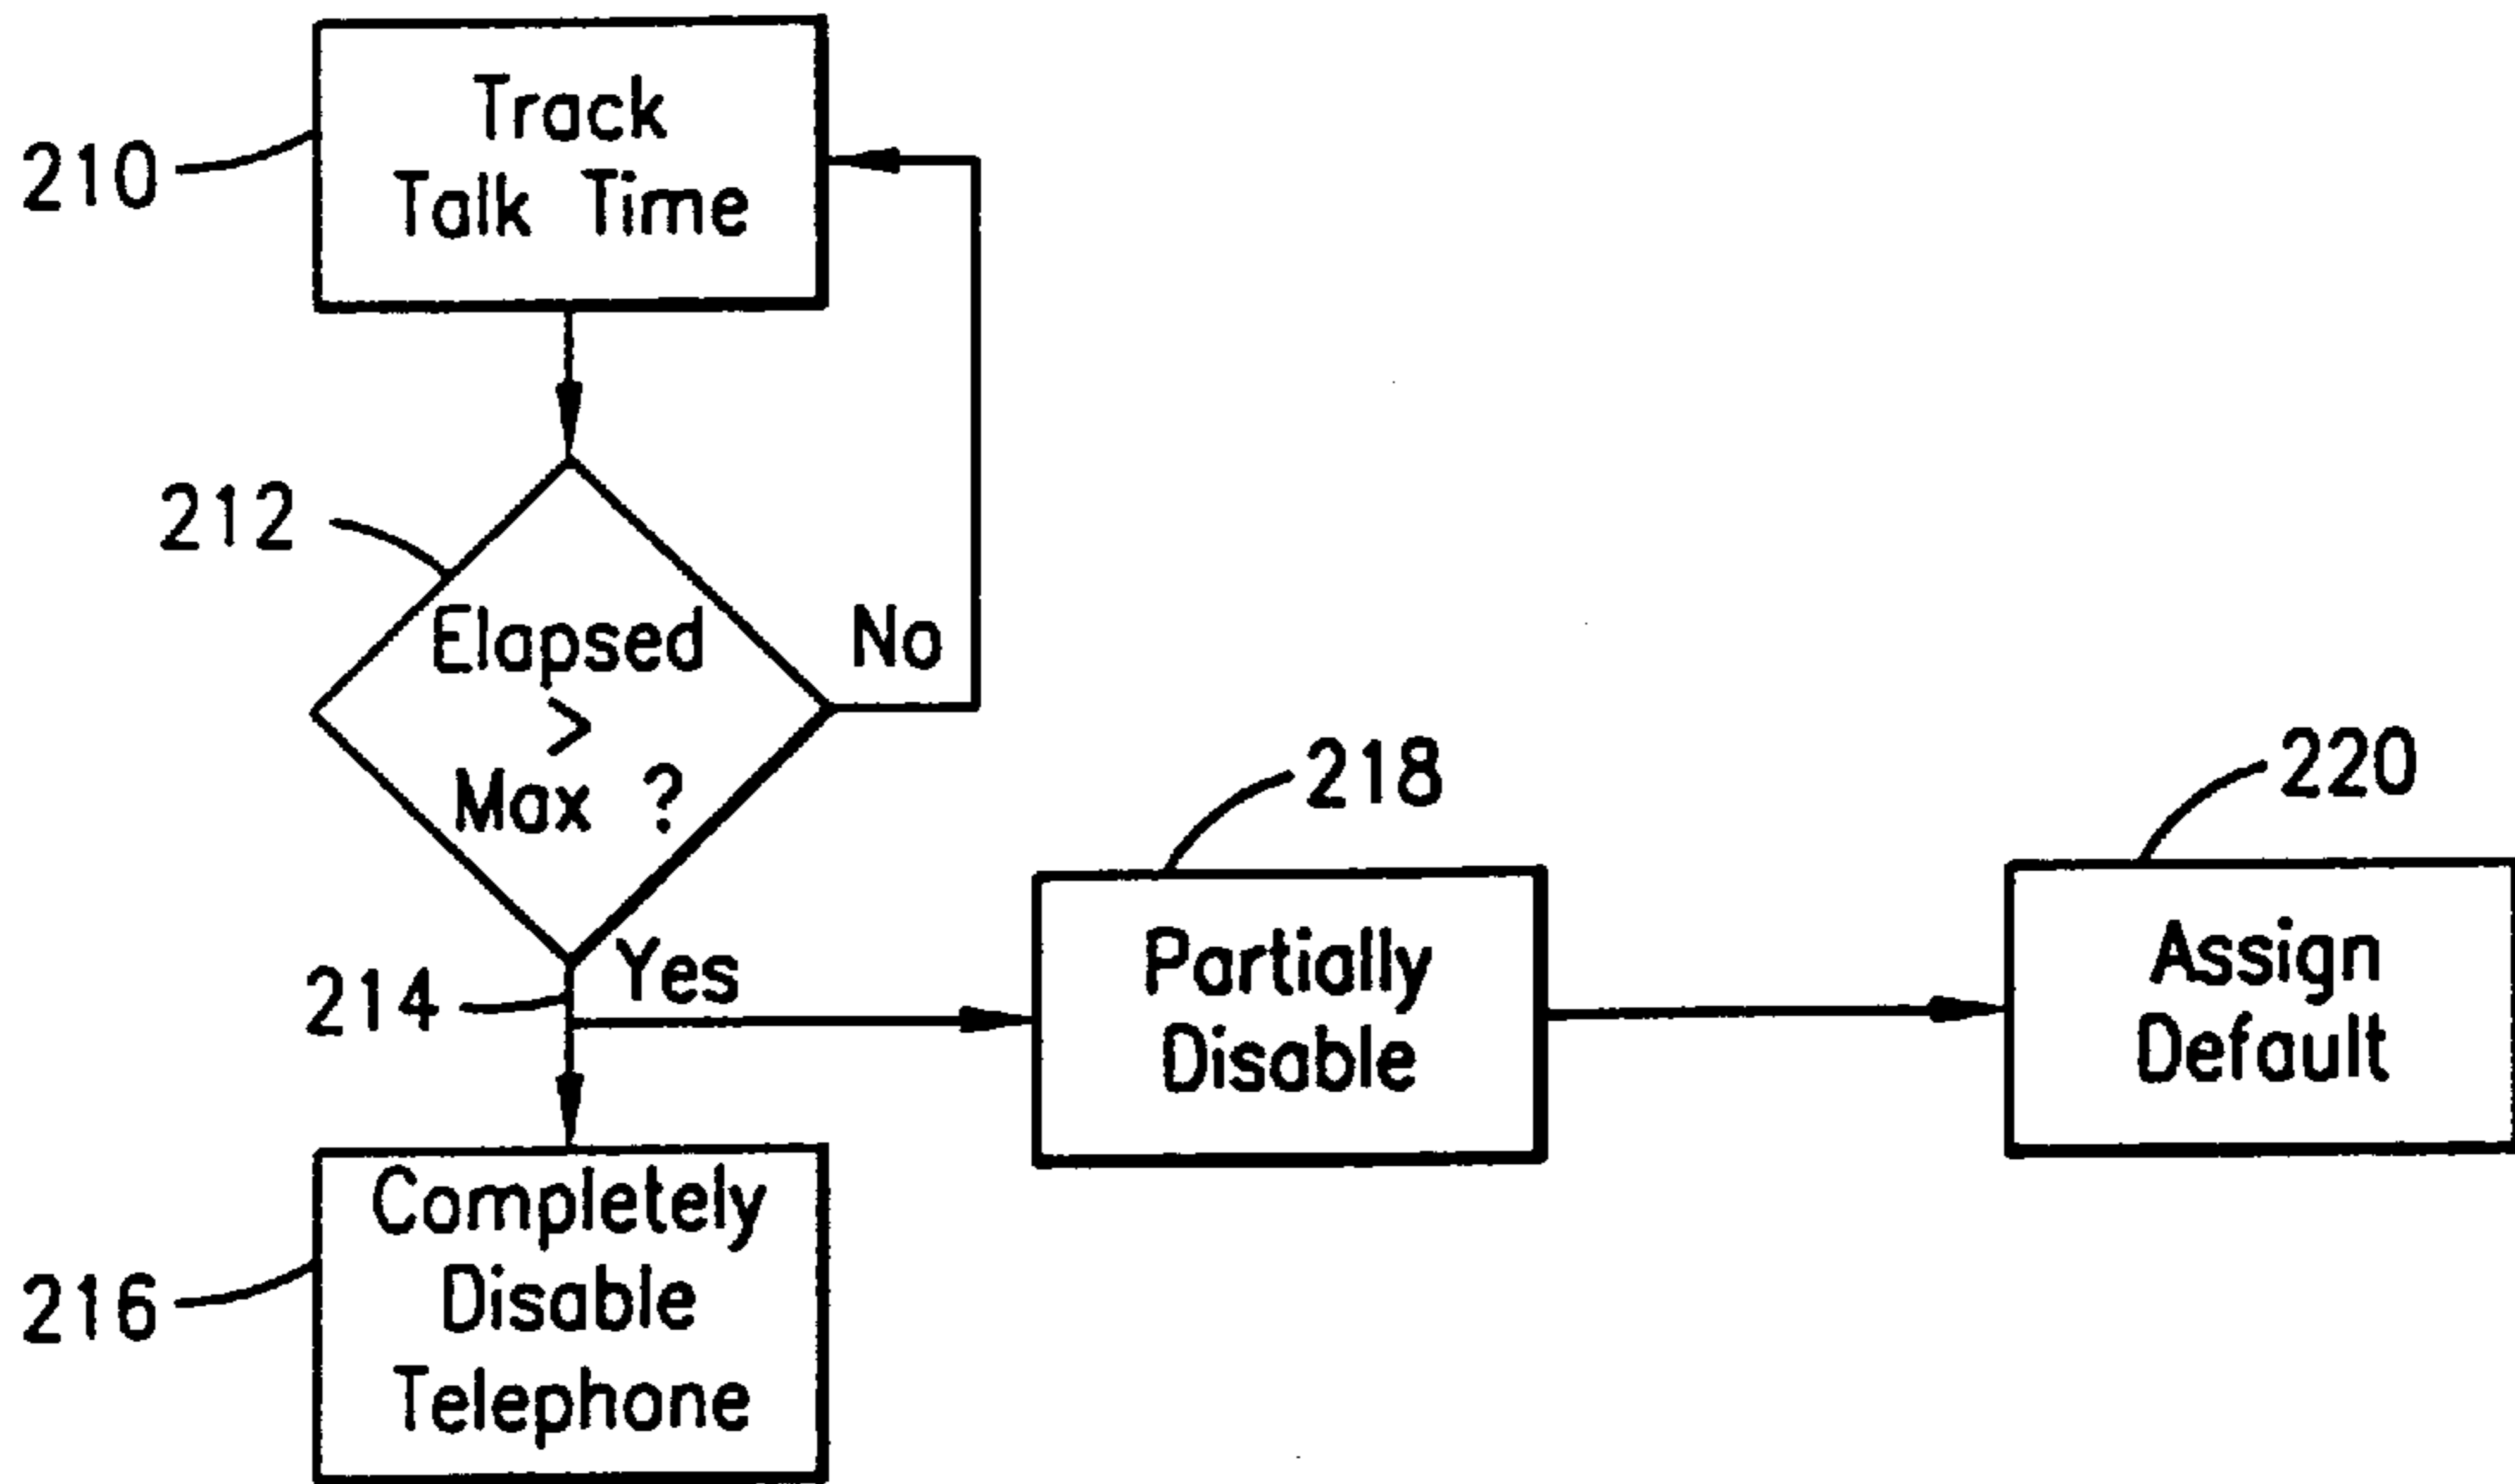 Track
Talk Time
210
212
Elapsed
>
Max ?
No
Yes
214
218
Partially
Disable
220
Assign
Default
Completely
Disable
Telephone
216